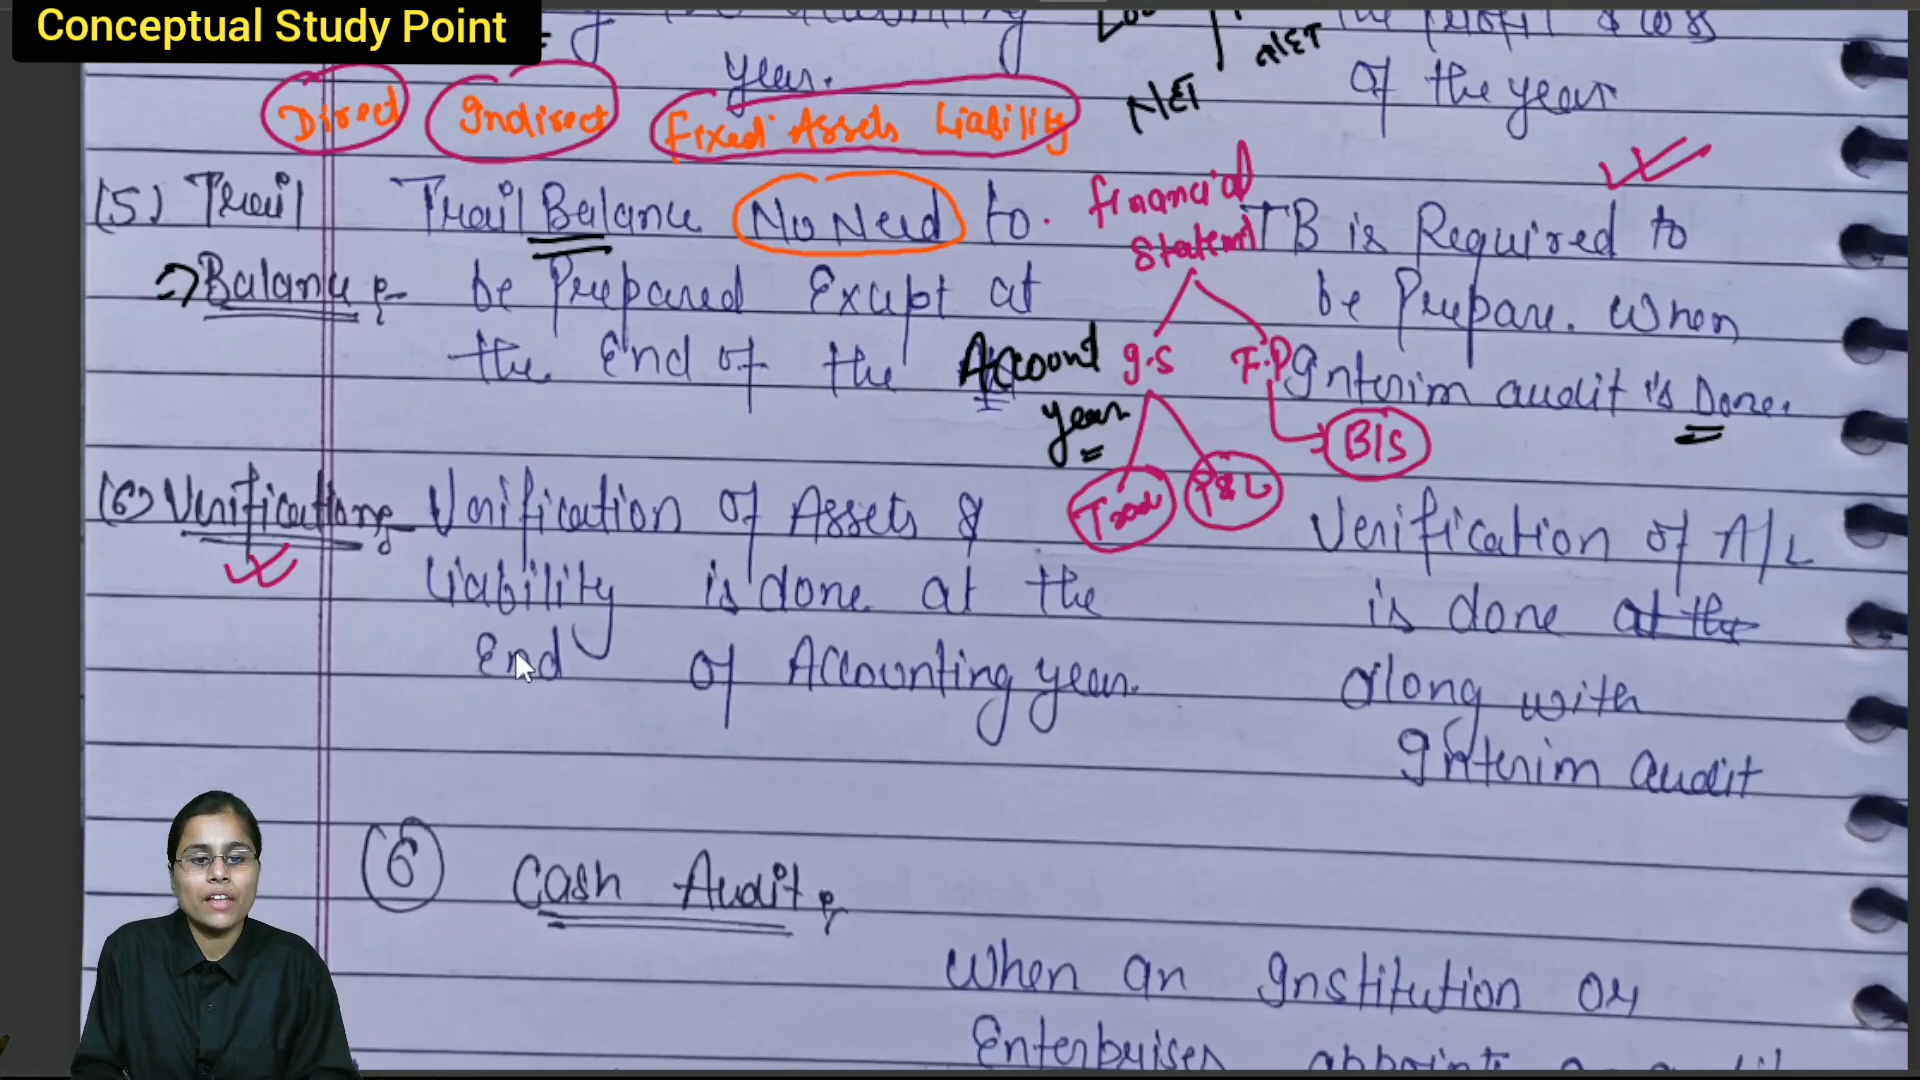 Conceptual Study Point
year.
NET
NET
of the year
Direct Indirect Fixed Assets Liability
(5) Trail Trail Balance No Need to. financial TB is Required to
Statement
Balance be Prepared Except at be Prepare. When
the End of the Account g.s F.P Interim audit is Done.
year
B/S
Trad P&L
(6) Verification Verification of Assets & Verification of A/L
Liability is done at the is done at the
End of Accounting year. along with
Interim audit
6 Cash Audit
When an Institution or
Enterprises